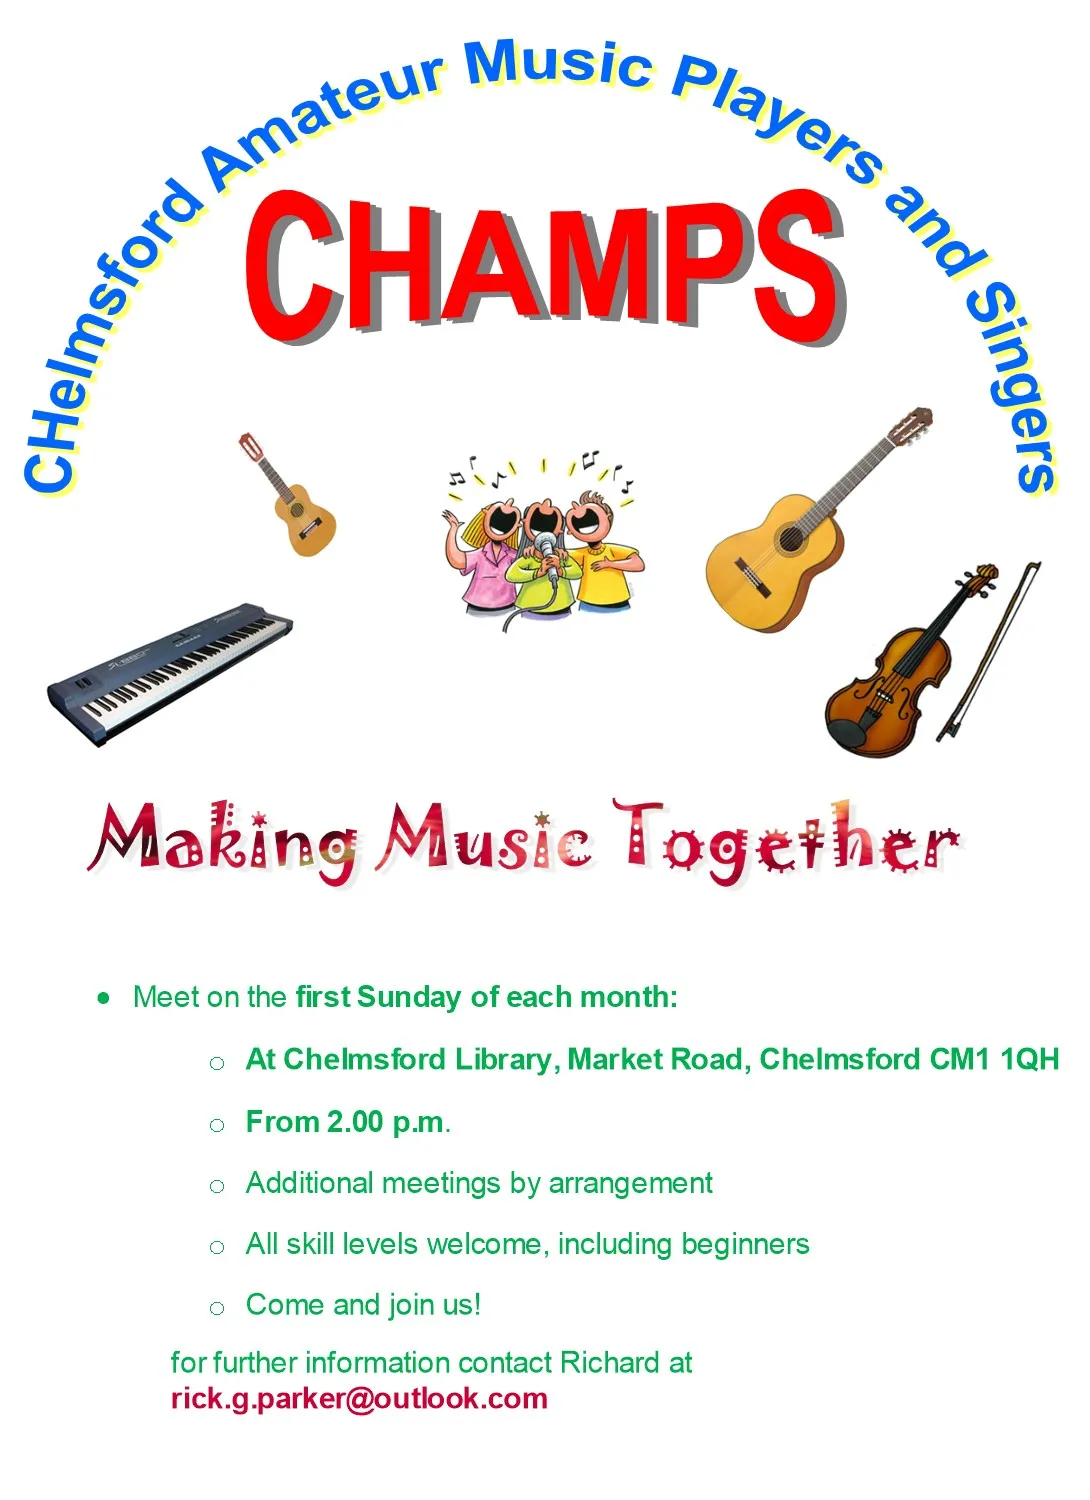 CHelmsford Amateur Music Players and Singers
CHAMPS
Making Music Together
• Meet on the first Sunday of each month:
o At Chelmsford Library, Market Road, Chelmsford CM1 1QH
o From 2.00 p.m.
o Additional meetings by arrangement
o All skill levels welcome, including beginners
o Come and join us!
for further information contact Richard at
rick.g.parker@outlook.com